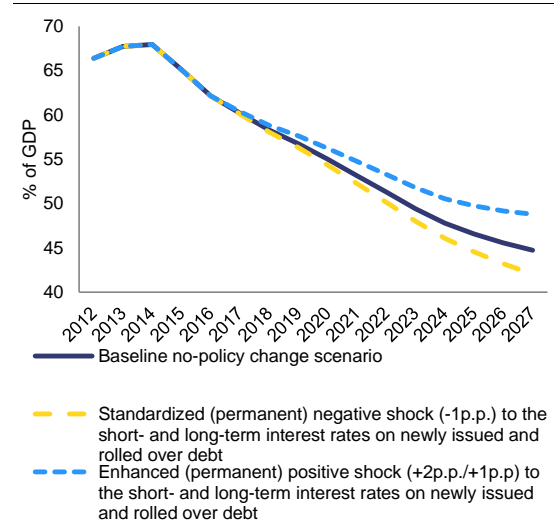 70
65
60
55
50
45
40
% of GDP
2012 2013 2014 2015 2016 2017 2018 2019 2020 2021 2022 2023 2024 2025 2026 2027
Baseline no-policy change scenario
Standardized (permanent) negative shock (-1p.p.) to the
short- and long-term interest rates on newly issued and
rolled over debt
Enhanced (permanent) positive shock (+2p.p./+1p.p) to
the short- and long-term interest rates on newly issued
and rolled over debt